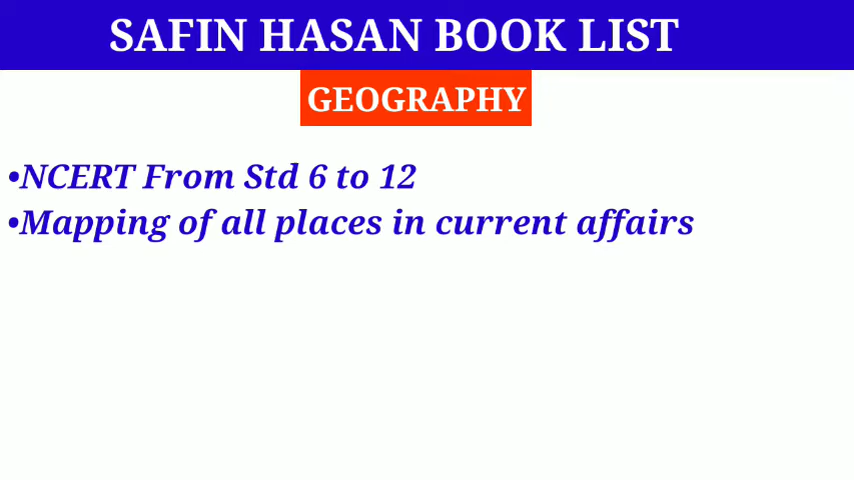 SAFIN HASAN BOOK LIST
GEOGRAPHY
•NCERT From Std 6 to 12
•Mapping of all places in current affairs